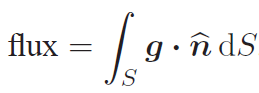 flux = ∫_S g · n̂ dS